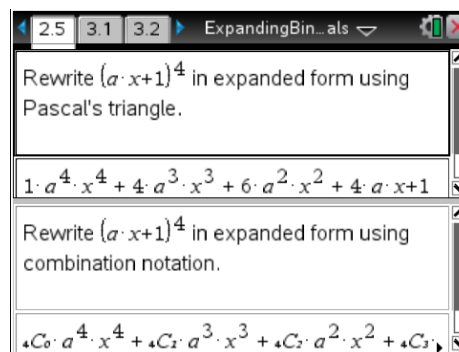 2.5 3.1 3.2 ExpandingBin…als
Rewrite (a·x+1)⁴ in expanded form using
Pascal's triangle.
1·a⁴·x⁴ + 4·a³·x³ + 6·a²·x² + 4·a·x+1
Rewrite (a·x+1)⁴ in expanded form using
combination notation.
₄C₀·a⁴·x⁴ + ₄C₁·a³·x³ + ₄C₂·a²·x² + ₄C₃·